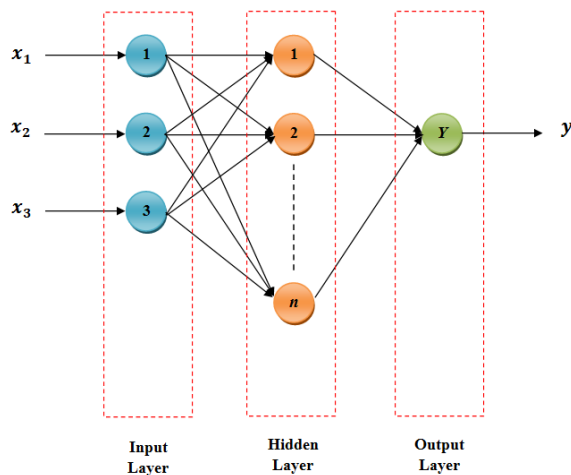 x₁ 1 1
x₂ 2 2 Y y
x₃ 3
n
Input Layer
Hidden Layer
Output Layer